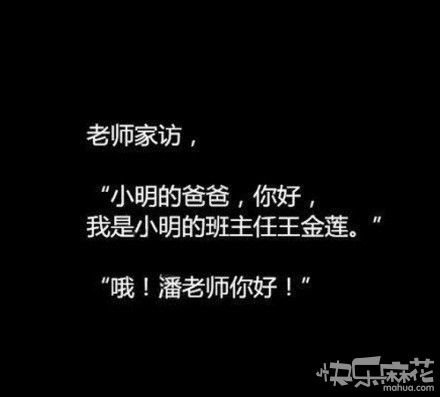 老师家访，
“小明的爸爸，你好，
我是小明的班主任王金莲。”
“哦！潘老师你好！”
快乐麻花
mahua.com